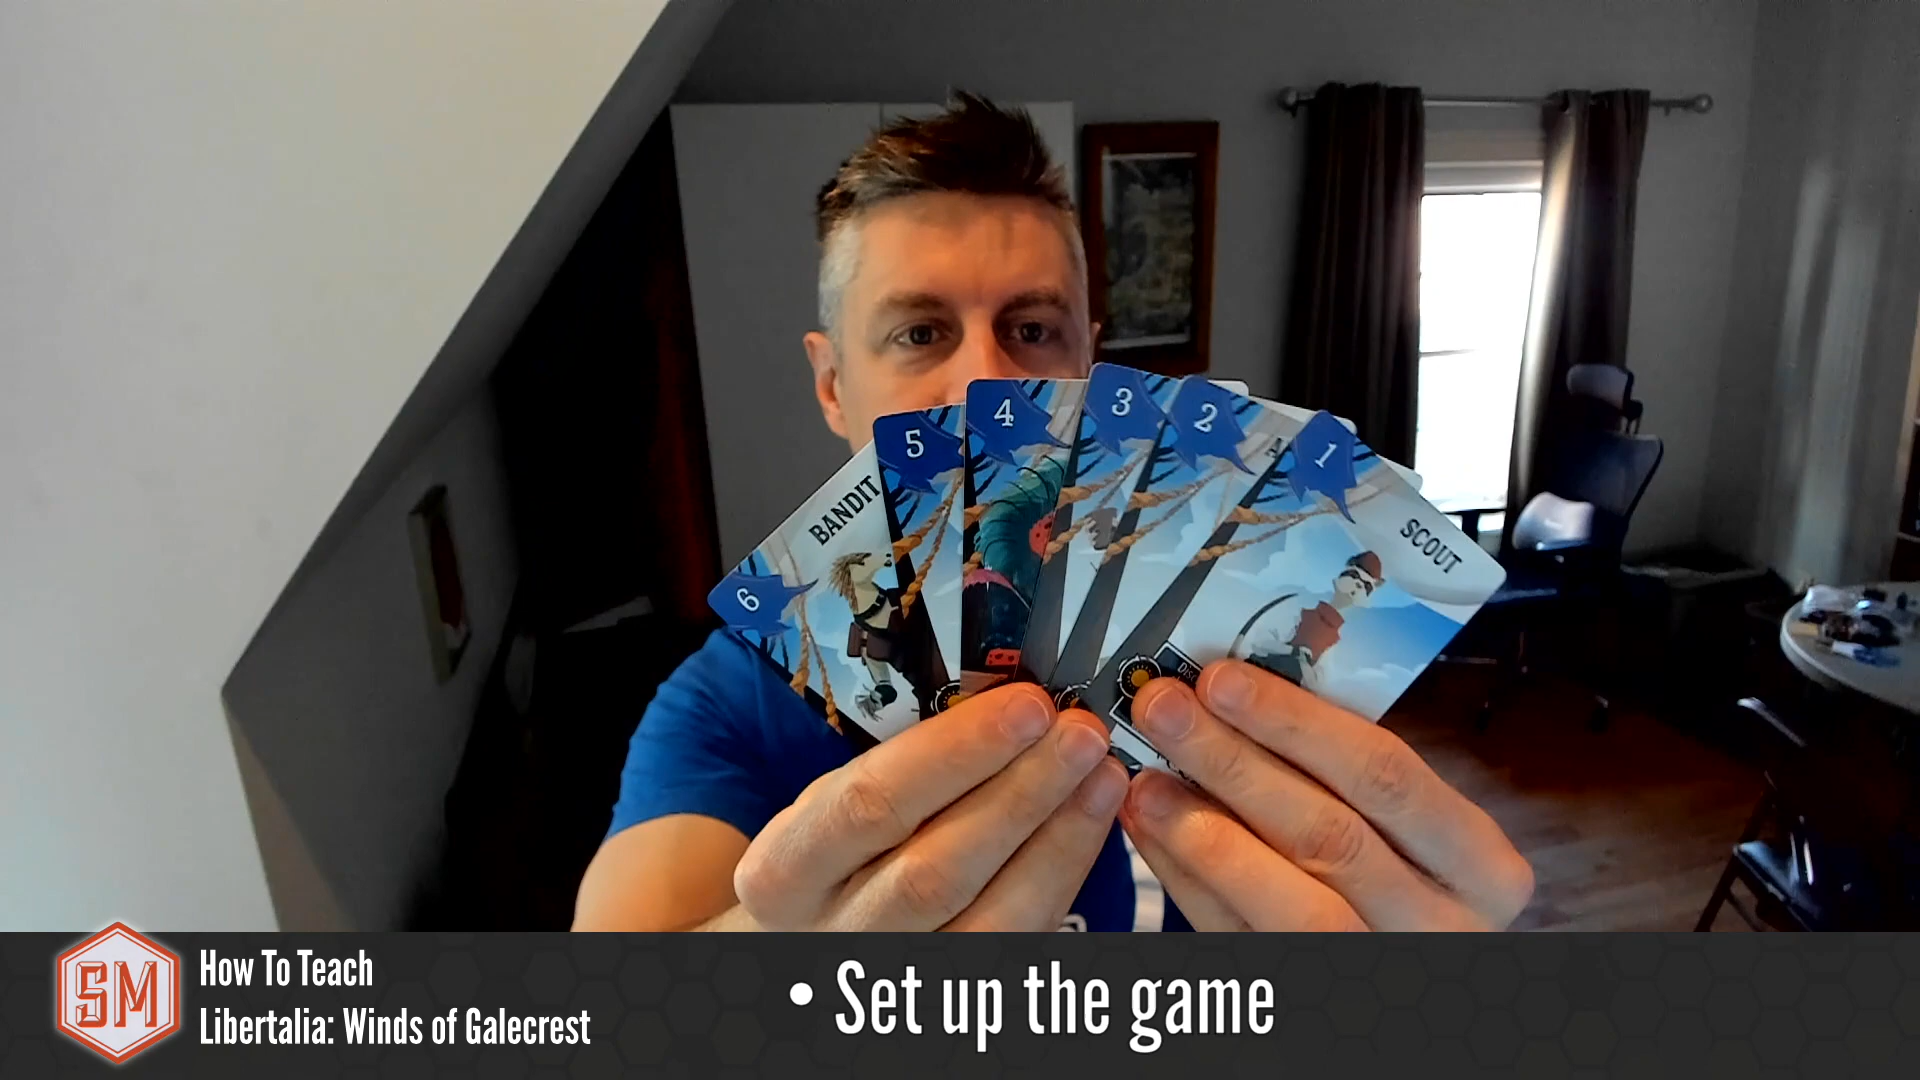 5
4
3
2
1
BANDIT
A
SCOUT
6
SM
How To Teach
Libertalia: Winds of Galecrest
• Set up the game